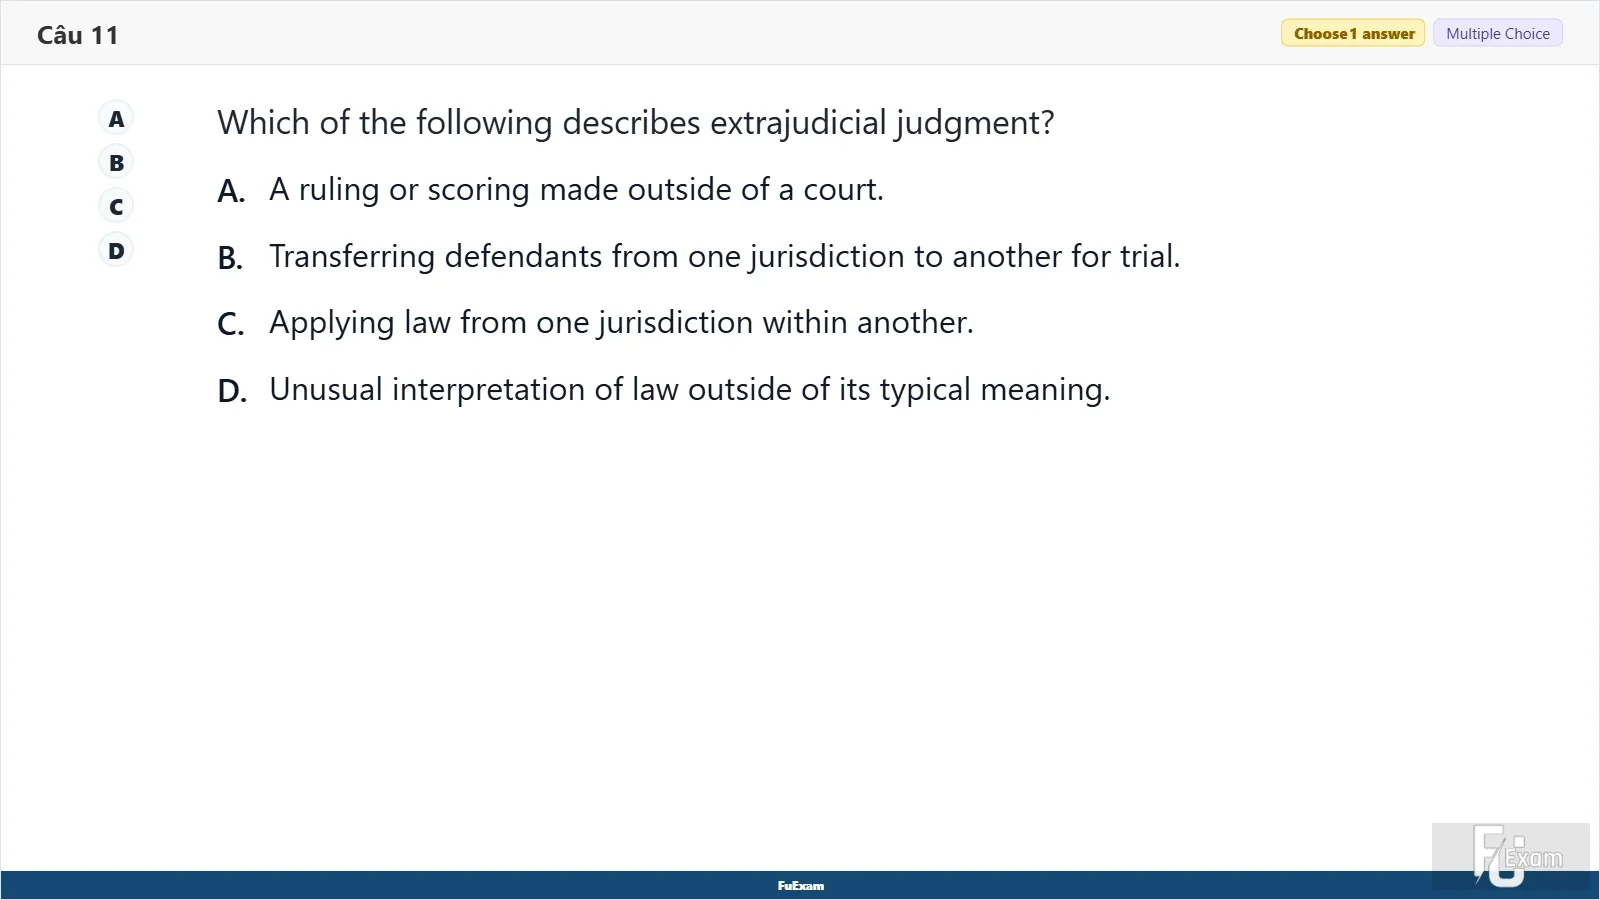 Câu 11
Choose 1 answer
Multiple Choice
A
B
C
D
Which of the following describes extrajudicial judgment?
A. A ruling or scoring made outside of a court.
B. Transferring defendants from one jurisdiction to another for trial.
C. Applying law from one jurisdiction within another.
D. Unusual interpretation of law outside of its typical meaning.
FU Exam
FuExam